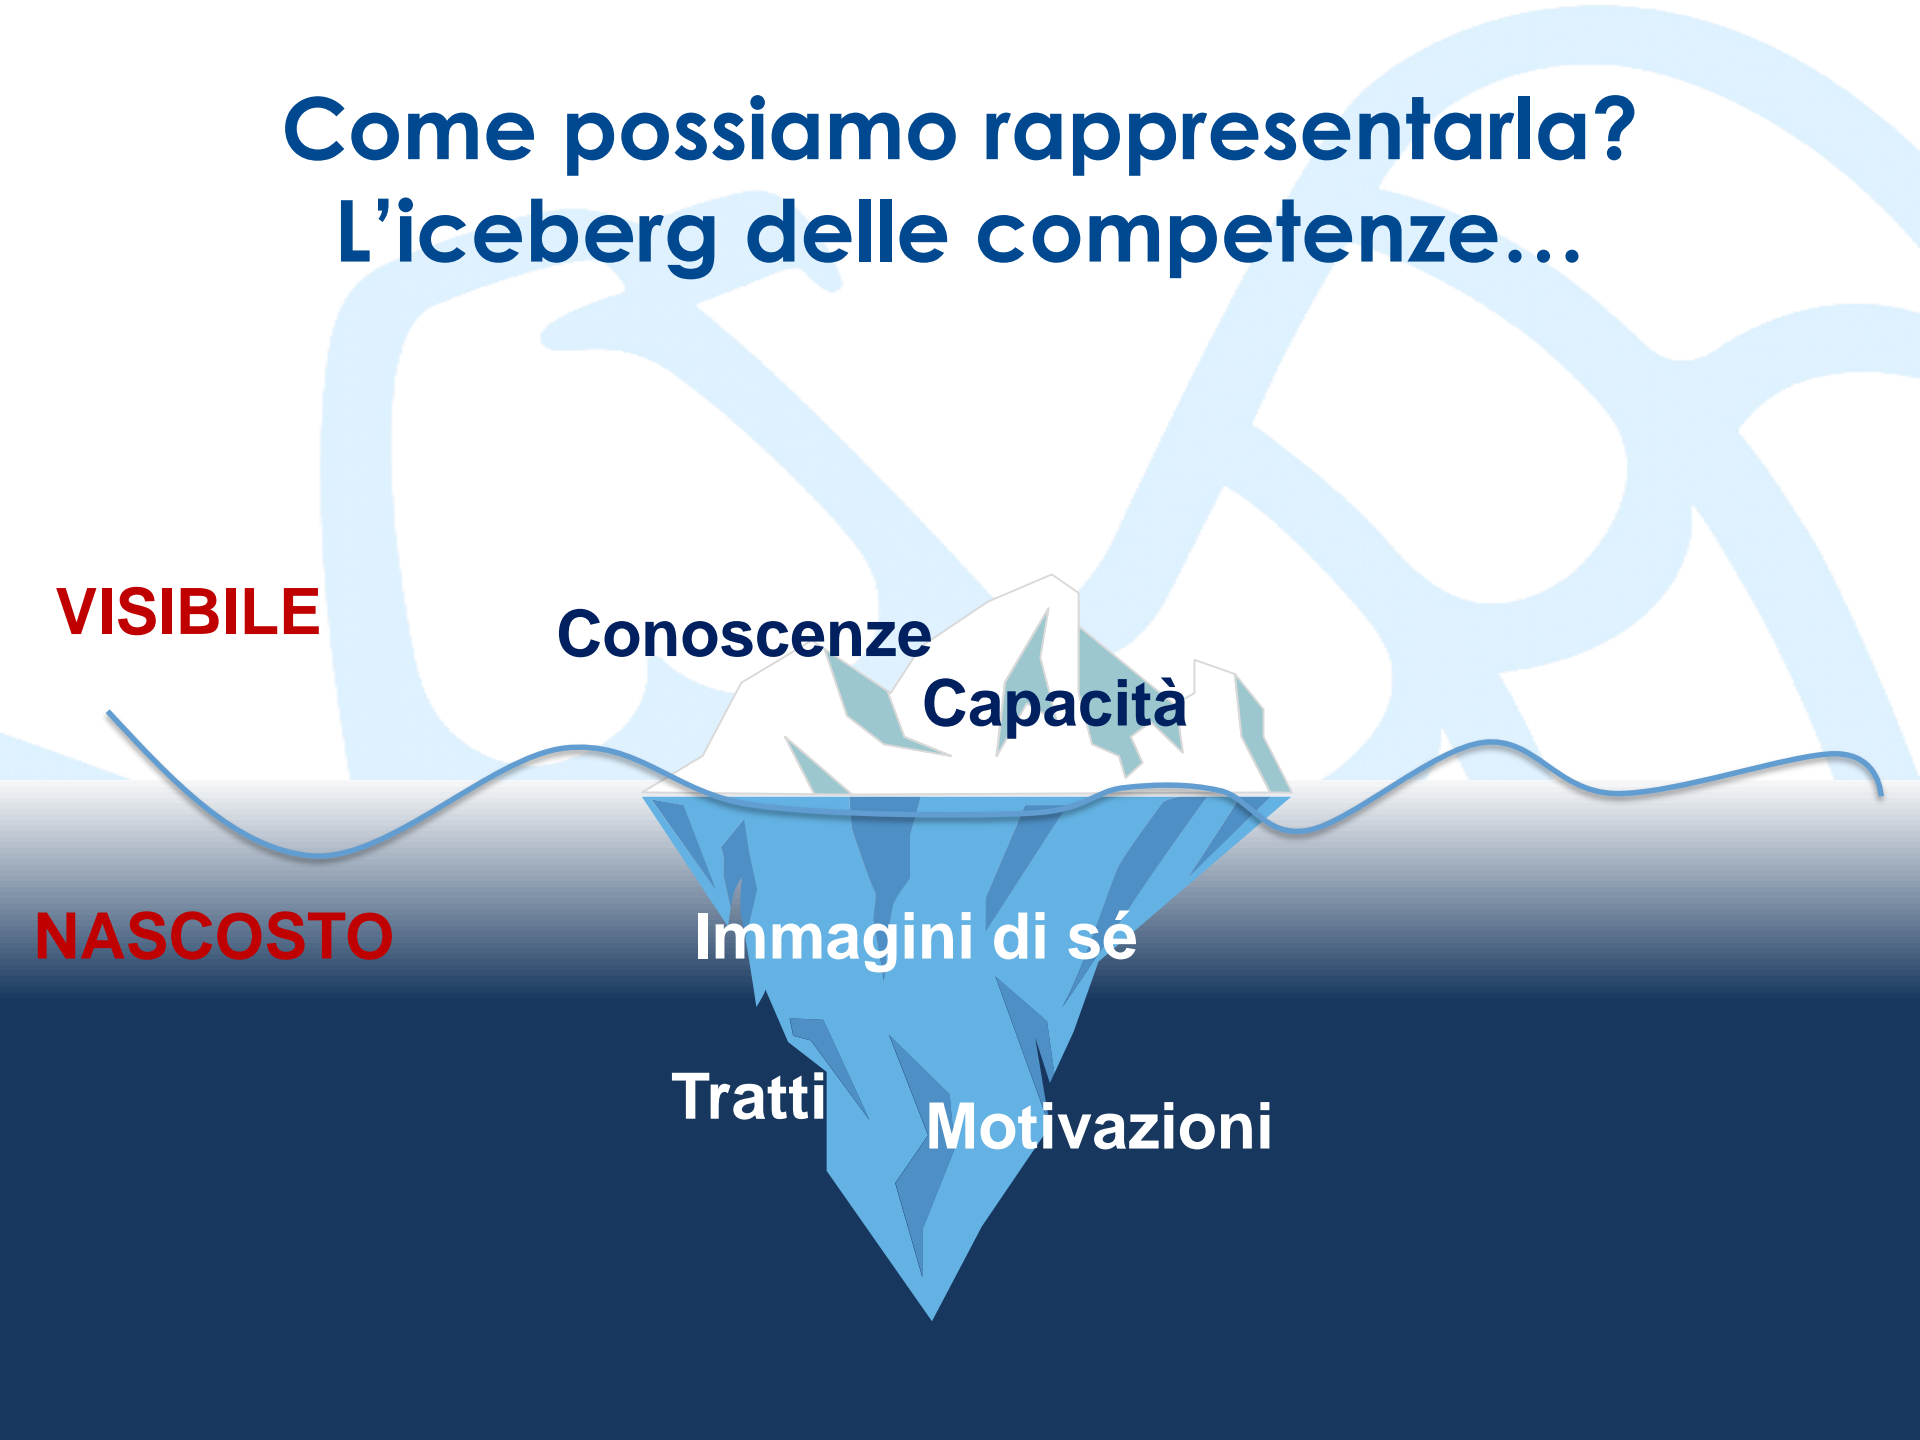 Come possiamo rappresentarla?
L’iceberg delle competenze…
VISIBILE
Conoscenze
Capacità
NASCOSTO
Immagini di sé
Tratti
Motivazioni